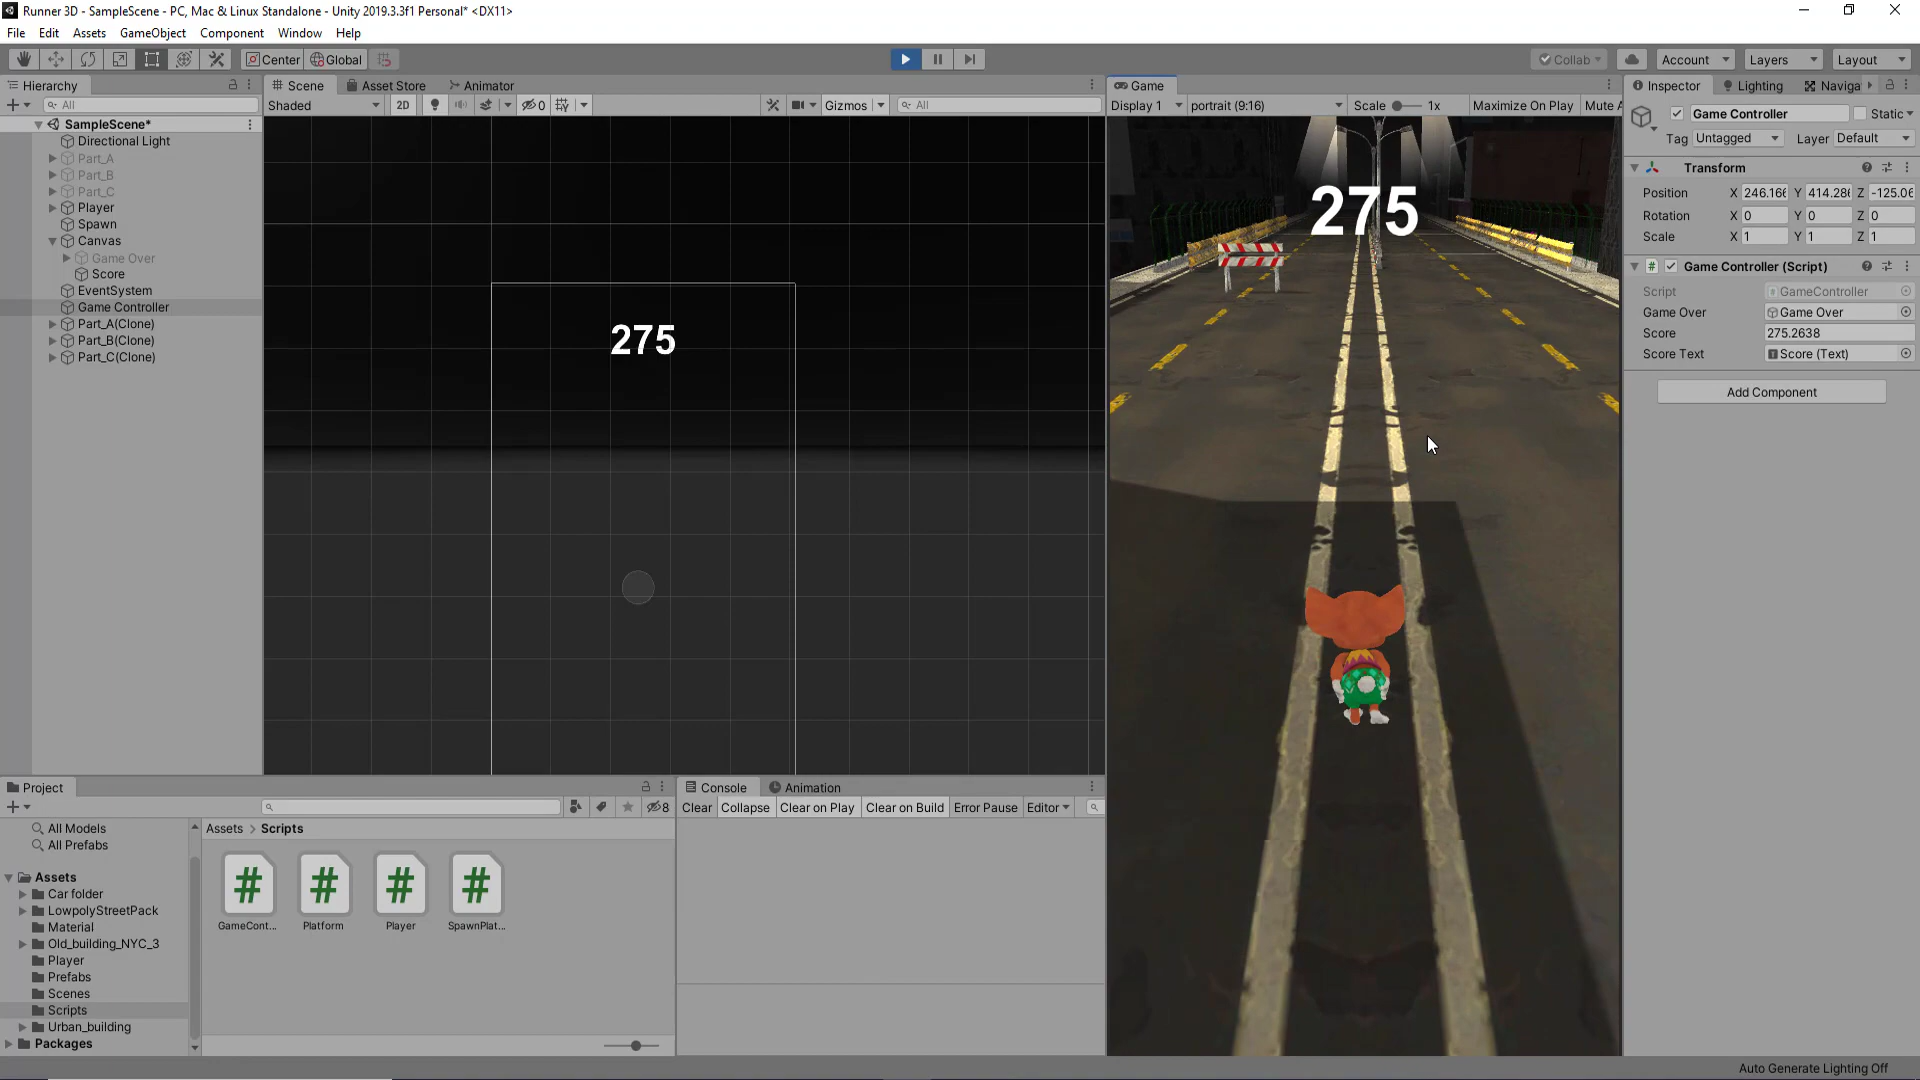 Runner 3D - SampleScene - PC, Mac & Linux Standalone - Unity 2019.3.3f1 Personal* <DX11>
File Edit Assets GameObject Component Window Help
Center Global Collab Account Layers Layout
Hierarchy
All
SampleScene*
Directional Light
Part_A
Part_B
Part_C
Player
Spawn
Canvas
Game Over
Score
EventSystem
Game Controller
Part_A(Clone)
Part_B(Clone)
Part_C(Clone)
Scene Asset Store Animator
Shaded 2D 0 Gizmos All
275
Game
Display 1 portrait (9:16) Scale 1x Maximize On Play Mute A
275
Inspector Lighting Naviga
Game Controller Static
Tag Untagged Layer Default
Transform
Position X 246.166 Y 414.286 Z -125.06
Rotation X 0 Y 0 Z 0
Scale X 1 Y 1 Z 1
# Game Controller (Script)
Script GameController
Game Over Game Over
Score 275.2638
Score Text Score (Text)
Add Component
Project
8
All Models
All Prefabs
Assets
Car folder
LowpolyStreetPack
Material
Old_building_NYC_3
Player
Prefabs
Scenes
Scripts
Urban_building
Packages
Assets > Scripts
# # # #
GameCont... Platform Player SpawnPlat...
Console Animation
Clear Collapse Clear on Play Clear on Build Error Pause Editor
Auto Generate Lighting Off